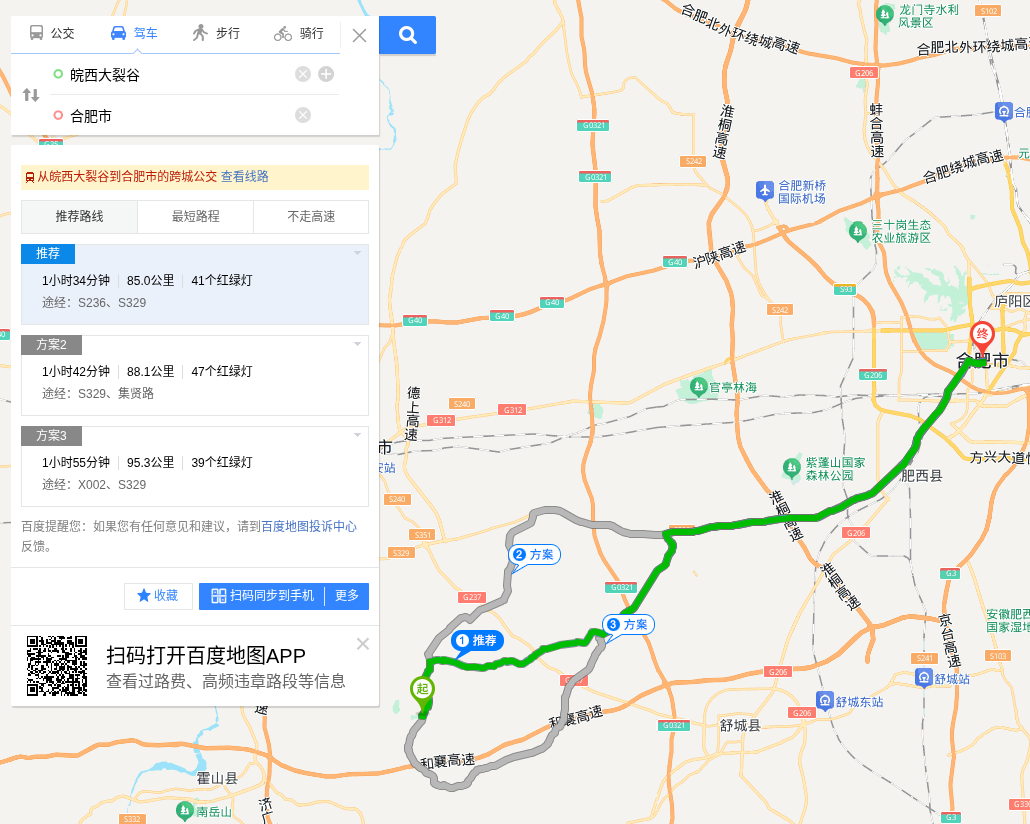 公交
驾车
步行
骑行
皖西大裂谷
合肥市
从皖西大裂谷到合肥市的跨城公交 查看线路
推荐路线
最短路程
不走高速
推荐
1小时34分钟 85.0公里 41个红绿灯
途经：S236、S329
方案2
1小时42分钟 88.1公里 47个红绿灯
途经：S329、集贤路
方案3
1小时55分钟 95.3公里 39个红绿灯
途经：X002、S329
百度提醒您：如果您有任何意见和建议，请到百度地图投诉中心
反馈。
收藏
扫码同步到手机
更多
扫码打开百度地图APP
查看过路费、高频违章路段等信息
龙门寺水利
风景区
S102
合肥北外环绕城高速
合肥北外环绕城高速
G206
蚌合高速
淮桐高速
G0321
S242
G0321
合肥绕城高速
合肥新桥
国际机场
三十岗生态
农业旅游区
沪陕高速
G40
S93
G40
G40
G40
S242
庐阳区
终
合肥市
G206
官亭林海
德上高速
S240
G312
G312
市
安站
方兴大道
紫蓬山国家
森林公园
肥西县
淮桐高速
S240
S351
S329
G206
2 方案
G0321
G237
淮桐高速
G3
3 方案
1 推荐
安徽肥西
国家湿地
京台高速
S241
S103
起
G206
舒城站
舒城东站
G206
和襄高速
G0321
舒城县
和襄高速
霍山县
南岳山
S332
济广
G3